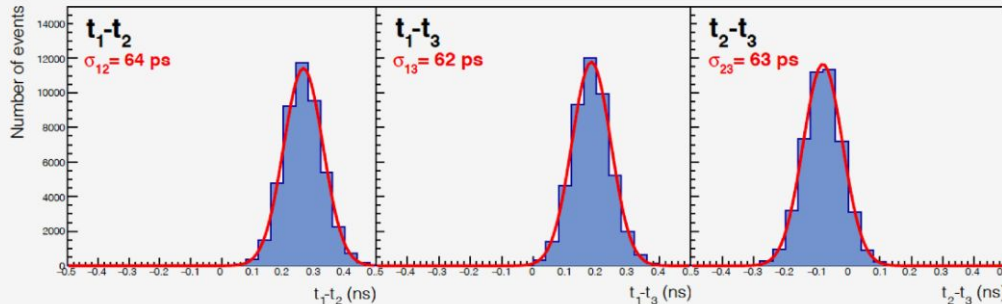 t₁-t₂
σ₁₂= 64 ps
t₁-t₃
σ₁₃= 62 ps
t₂-t₃
σ₂₃= 63 ps
Number of events
14000
12000
10000
8000
6000
4000
2000
0
-0.5 -0.4 -0.3 -0.2 -0.1 0 0.1 0.2 0.3 0.4 0.5
-0.4 -0.3 -0.2 -0.1 0 0.1 0.2 0.3 0.4 0.5
-0.4 -0.3 -0.2 -0.1 0 0.1 0.2 0.3 0.4 0.5
t₁-t₂ (ns)
t₁-t₃ (ns)
t₂-t₃ (ns)